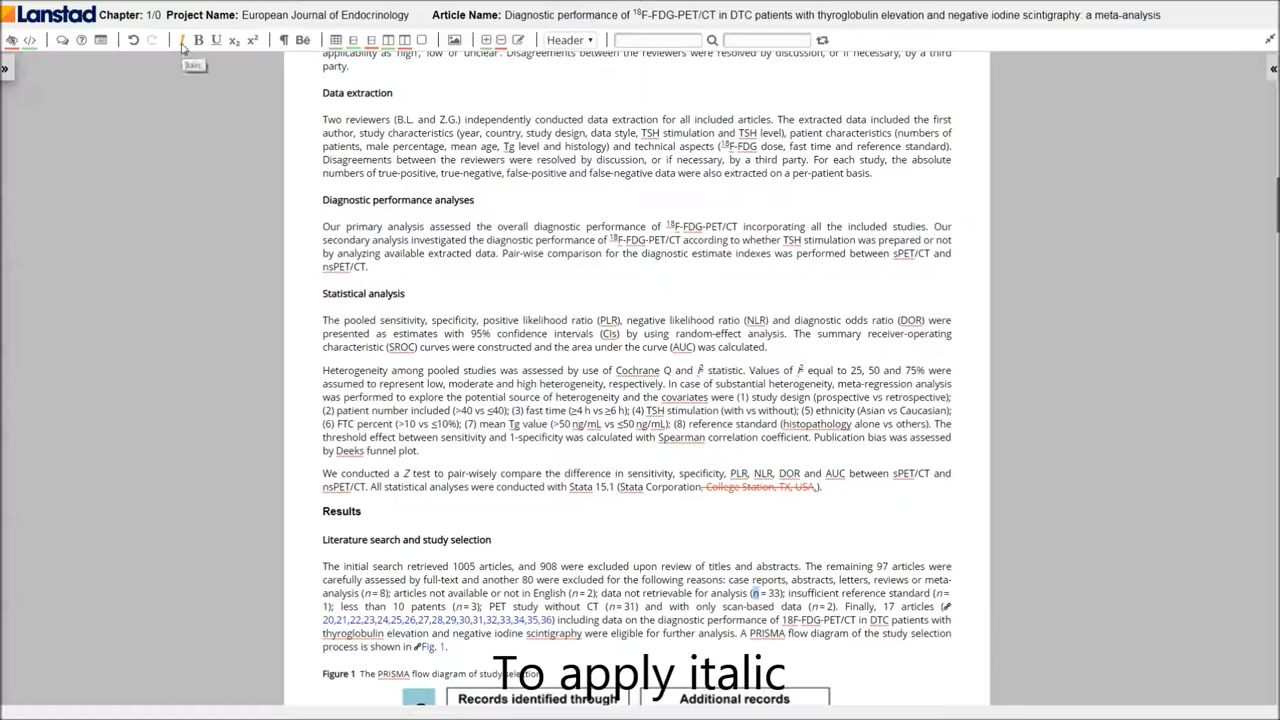 Lanstad Chapter: 1/0 Project Name: European Journal of Endocrinology Article Name: Diagnostic performance of ¹⁸F-FDG-PET/CT in DTC patients with thyroglobulin elevation and negative iodine scintigraphy: a meta-analysis
I B U x₂ x² ¶ Bē Header
Italic
applicability as 'high', 'low' or 'unclear'. Disagreements between the reviewers were resolved by discussion, or if necessary, by a third
party.
Data extraction
Two reviewers (B.L. and Z.G.) independently conducted data extraction for all included articles. The extracted data included the first
author, study characteristics (year, country, study design, data style, TSH stimulation and TSH level), patient characteristics (numbers of
patients, male percentage, mean age, Tg level and histology) and technical aspects (¹⁸F-FDG dose, fast time and reference standard).
Disagreements between the reviewers were resolved by discussion, or if necessary, by a third party. For each study, the absolute
numbers of true-positive, true-negative, false-positive and false-negative data were also extracted on a per-patient basis.
Diagnostic performance analyses
Our primary analysis assessed the overall diagnostic performance of ¹⁸F-FDG-PET/CT incorporating all the included studies. Our
secondary analysis investigated the diagnostic performance of ¹⁸F-FDG-PET/CT according to whether TSH stimulation was prepared or not
by analyzing available extracted data. Pair-wise comparison for the diagnostic estimate indexes was performed between sPET/CT and
nsPET/CT.
Statistical analysis
The pooled sensitivity, specificity, positive likelihood ratio (PLR), negative likelihood ratio (NLR) and diagnostic odds ratio (DOR) were
presented as estimates with 95% confidence intervals (CIs) by using random-effect analysis. The summary receiver-operating
characteristic (SROC) curves were constructed and the area under the curve (AUC) was calculated.
Heterogeneity among pooled studies was assessed by use of Cochrane Q and I² statistic. Values of I² equal to 25, 50 and 75% were
assumed to represent low, moderate and high heterogeneity, respectively. In case of substantial heterogeneity, meta-regression analysis
was performed to explore the potential source of heterogeneity and the covariates were (1) study design (prospective vs retrospective);
(2) patient number included (>40 vs ≤40); (3) fast time (≥4 h vs ≥6 h); (4) TSH stimulation (with vs without); (5) ethnicity (Asian vs Caucasian);
(6) FTC percent (>10 vs ≤10%); (7) mean Tg value (>50 ng/mL vs ≤50 ng/mL); (8) reference standard (histopathology alone vs others). The
threshold effect between sensitivity and 1-specificity was calculated with Spearman correlation coefficient. Publication bias was assessed
by Deeks funnel plot.
We conducted a Z test to pair-wisely compare the difference in sensitivity, specificity, PLR, NLR, DOR and AUC between sPET/CT and
nsPET/CT. All statistical analyses were conducted with Stata 15.1 (Stata Corporation, College Station, TX, USA,).
Results
Literature search and study selection
The initial search retrieved 1005 articles, and 908 were excluded upon review of titles and abstracts. The remaining 97 articles were
carefully assessed by full-text and another 80 were excluded for the following reasons: case reports, abstracts, letters, reviews or meta-
analysis (n = 8); articles not available or not in English (n = 2); data not retrievable for analysis (n = 33); insufficient reference standard (n =
1); less than 10 patents (n = 3); PET study without CT (n = 31) and with only scan-based data (n = 2). Finally, 17 articles (
20,21,22,23,24,25,26,27,28,29,30,31,32,33,34,35,36) including data on the diagnostic performance of 18F-FDG-PET/CT in DTC patients with
thyroglobulin elevation and negative iodine scintigraphy were eligible for further analysis. A PRISMA flow diagram of the study selection
process is shown in Fig. 1.
Figure 1 The PRISMA flow diagram of study selection.
To apply italic
Records identified through Additional records